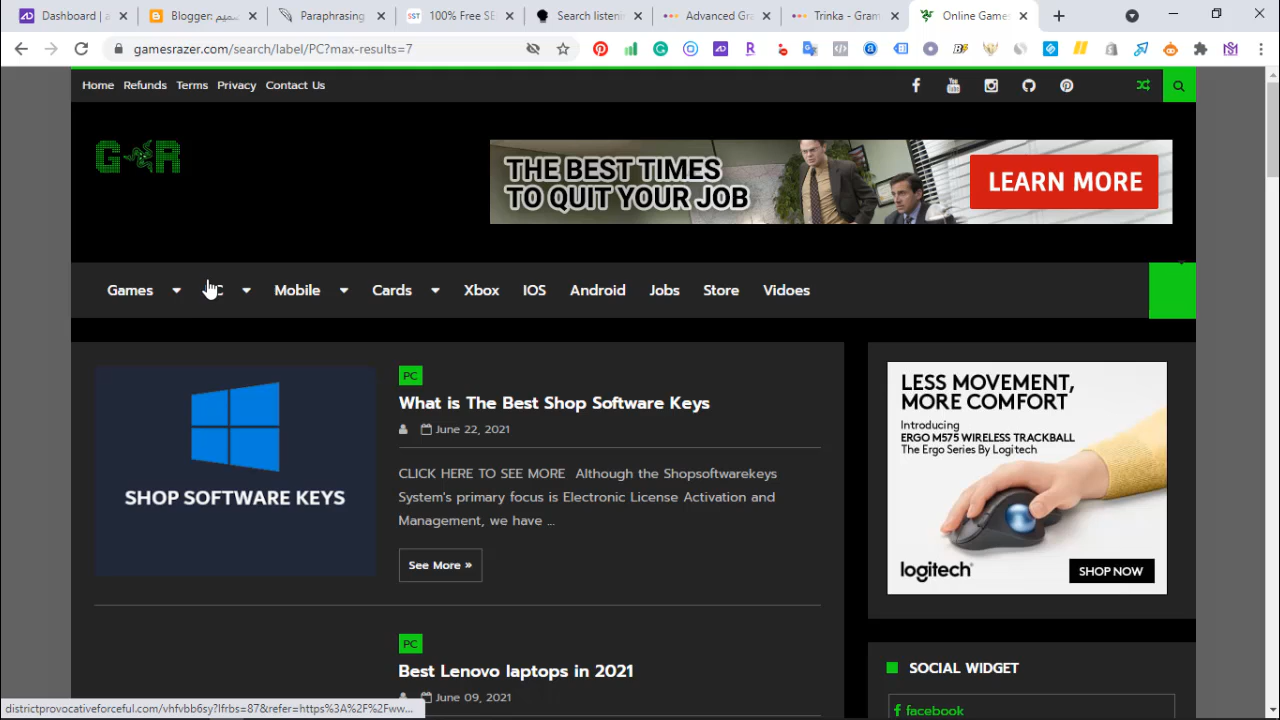 Dashboard | a
Blogger: ميم
Paraphrasing
100% Free SE
Search listenin
Advanced Gra
Trinka - Gram
Online Game
gamesrazer.com/search/label/PC?max-results=7
Home Refunds Terms Privacy Contact Us
G R
THE BEST TIMES
TO QUIT YOUR JOB
LEARN MORE
Games Mobile Cards Xbox IOS Android Jobs Store Vidoes
SHOP SOFTWARE KEYS
PC
What is The Best Shop Software Keys
June 22, 2021
CLICK HERE TO SEE MORE Although the Shopsoftwarekeys
System's primary focus is Electronic License Activation and
Management, we have ...
See More »
PC
Best Lenovo laptops in 2021
June 09, 2021
LESS MOVEMENT,
MORE COMFORT
Introducing
ERGO M575 WIRELESS TRACKBALL
The Ergo Series By Logitech
logitech
SHOP NOW
SOCIAL WIDGET
facebook
districtprovocativeforceful.com/vhfvbb6sy?lfrbs=87&refer=https%3A%2F%2Fww...